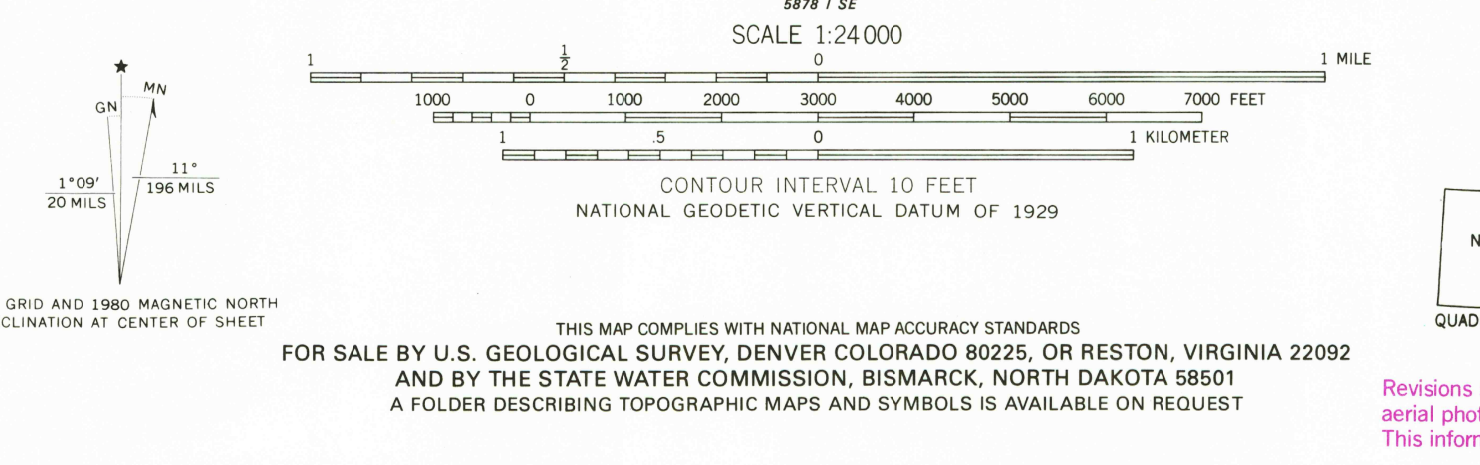 5878 I SE
SCALE 1:24 000
1 1/2 0 1 MILE
1000 0 1000 2000 3000 4000 5000 6000 7000 FEET
1 .5 0 1 KILOMETER
CONTOUR INTERVAL 10 FEET
NATIONAL GEODETIC VERTICAL DATUM OF 1929
★
GN
MN
1°09′
20 MILS
11°
196 MILS
GRID AND 1980 MAGNETIC NORTH
CLINATION AT CENTER OF SHEET
THIS MAP COMPLIES WITH NATIONAL MAP ACCURACY STANDARDS
FOR SALE BY U.S. GEOLOGICAL SURVEY, DENVER COLORADO 80225, OR RESTON, VIRGINIA 22092
AND BY THE STATE WATER COMMISSION, BISMARCK, NORTH DAKOTA 58501
A FOLDER DESCRIBING TOPOGRAPHIC MAPS AND SYMBOLS IS AVAILABLE ON REQUEST
N
QUAD
Revisions
aerial phot
This inforn